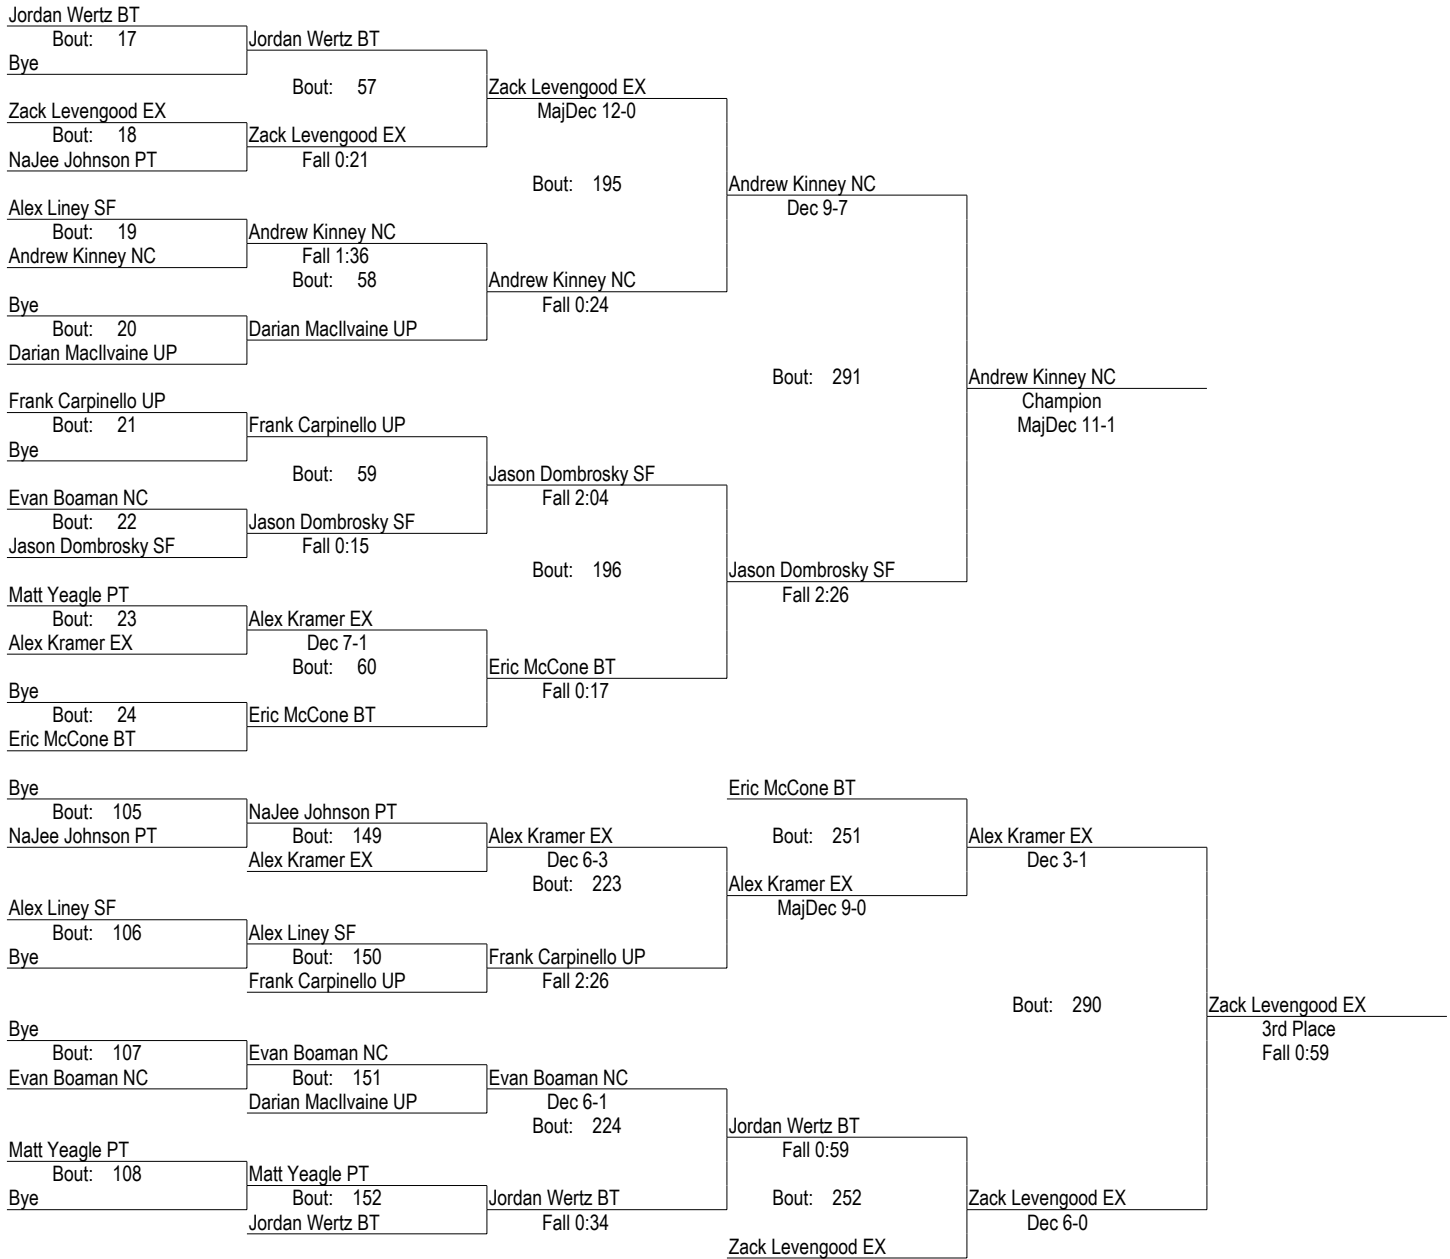 Jordan Wertz BT
Bout: 17
Jordan Wertz BT
Bye
Bout: 57
Zack Levengood EX
Zack Levengood EX
MajDec 12-0
Bout: 18
Zack Levengood EX
NaJee Johnson PT
Fall 0:21
Bout: 195
Andrew Kinney NC
Alex Liney SF
Dec 9-7
Bout: 19
Andrew Kinney NC
Andrew Kinney NC
Fall 1:36
Bout: 58
Andrew Kinney NC
Bye
Fall 0:24
Bout: 20
Darian MacIlvaine UP
Darian MacIlvaine UP
Bout: 291
Andrew Kinney NC
Frank Carpinello UP
Champion
Bout: 21
Frank Carpinello UP
MajDec 11-1
Bye
Bout: 59
Jason Dombrosky SF
Evan Boaman NC
Fall 2:04
Bout: 22
Jason Dombrosky SF
Jason Dombrosky SF
Fall 0:15
Bout: 196
Jason Dombrosky SF
Matt Yeagle PT
Fall 2:26
Bout: 23
Alex Kramer EX
Alex Kramer EX
Dec 7-1
Bout: 60
Eric McCone BT
Bye
Fall 0:17
Bout: 24
Eric McCone BT
Eric McCone BT
Bye
Eric McCone BT
Bout: 105
NaJee Johnson PT
NaJee Johnson PT
Bout: 149
Alex Kramer EX
Bout: 251
Alex Kramer EX
Alex Kramer EX
Dec 6-3
Dec 3-1
Bout: 223
Alex Kramer EX
Alex Liney SF
MajDec 9-0
Bout: 106
Alex Liney SF
Bye
Bout: 150
Frank Carpinello UP
Frank Carpinello UP
Fall 2:26
Bout: 290
Zack Levengood EX
Bye
3rd Place
Bout: 107
Evan Boaman NC
Fall 0:59
Evan Boaman NC
Bout: 151
Evan Boaman NC
Darian MacIlvaine UP
Dec 6-1
Bout: 224
Jordan Wertz BT
Matt Yeagle PT
Fall 0:59
Bout: 108
Matt Yeagle PT
Bye
Bout: 152
Jordan Wertz BT
Bout: 252
Zack Levengood EX
Jordan Wertz BT
Fall 0:34
Dec 6-0
Zack Levengood EX